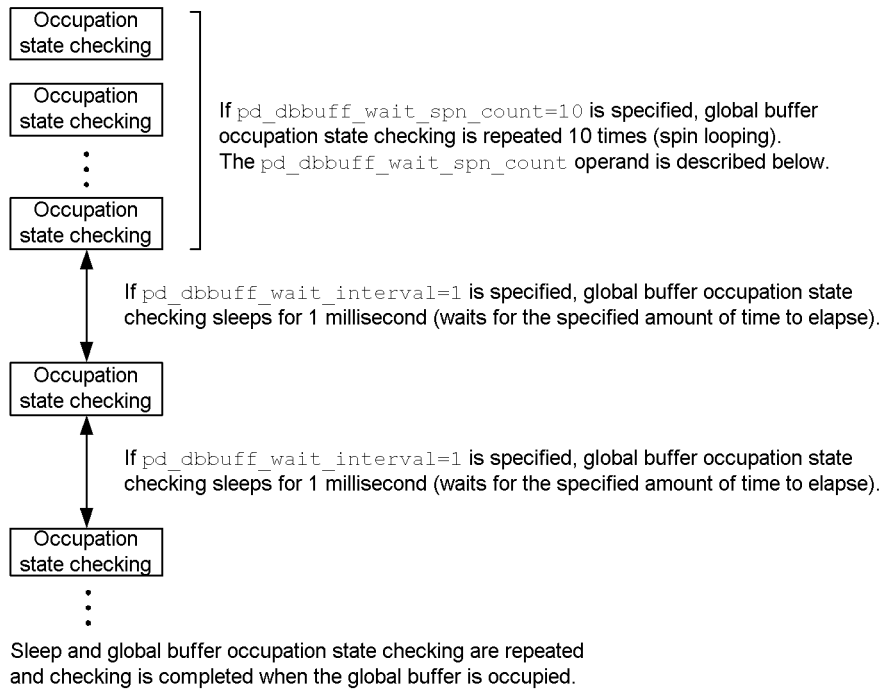 Occupation
state checking
Occupation
state checking
If pd_dbbuff_wait_spn_count=10 is specified, global buffer
occupation state checking is repeated 10 times (spin looping).
The pd_dbbuff_wait_spn_count operand is described below.
Occupation
state checking
If pd_dbbuff_wait_interval=1 is specified, global buffer occupation state
checking sleeps for 1 millisecond (waits for the specified amount of time to elapse).
Occupation
state checking
If pd_dbbuff_wait_interval=1 is specified, global buffer occupation state
checking sleeps for 1 millisecond (waits for the specified amount of time to elapse).
Occupation
state checking
Sleep and global buffer occupation state checking are repeated
and checking is completed when the global buffer is occupied.